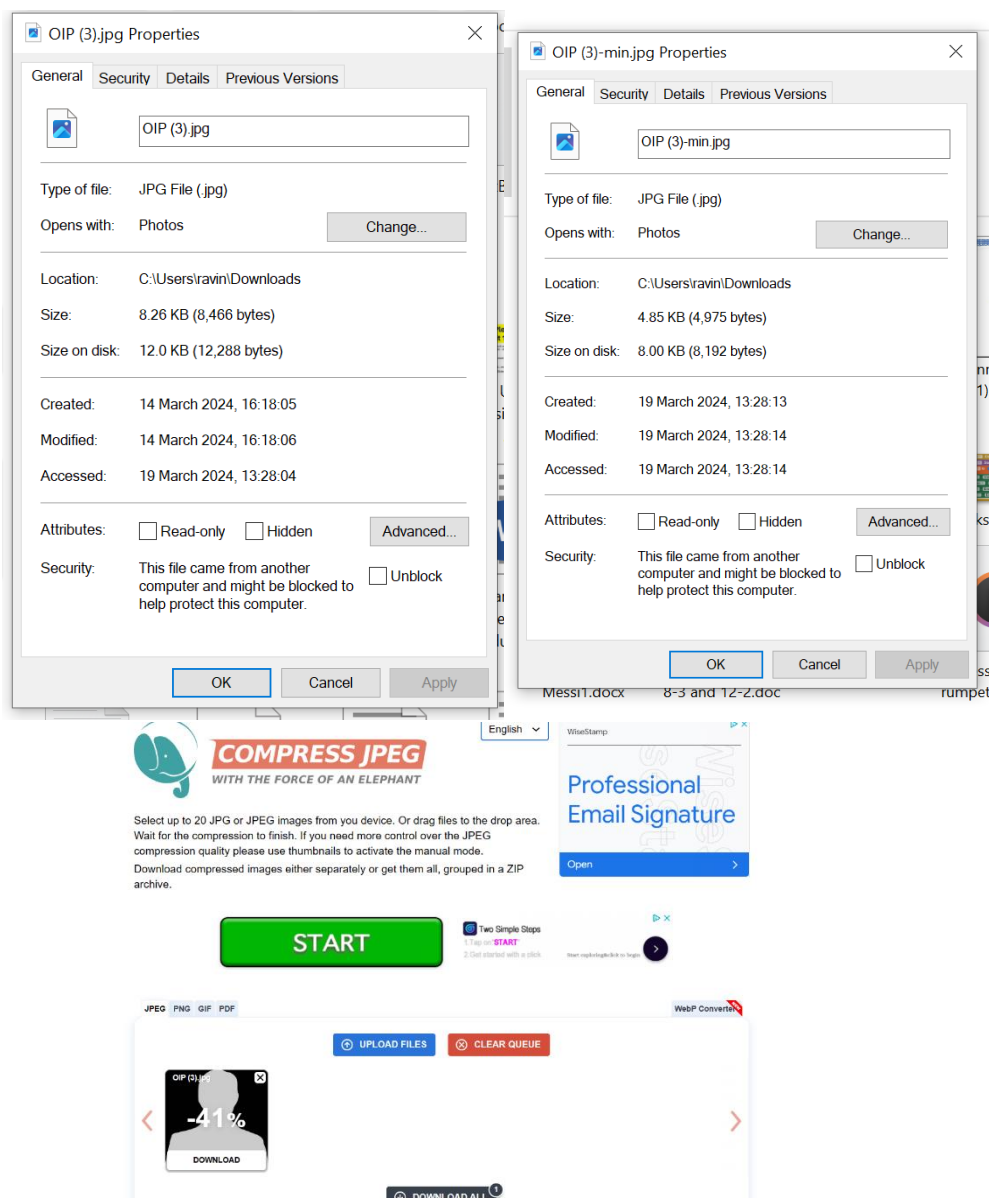 OIP (3).jpg Properties
General Security Details Previous Versions
OIP (3).jpg
Type of file: JPG File (.jpg)
Opens with: Photos Change...
Location: C:\Users\ravin\Downloads
Size: 8.26 KB (8,466 bytes)
Size on disk: 12.0 KB (12,288 bytes)
Created: 14 March 2024, 16:18:05
Modified: 14 March 2024, 16:18:06
Accessed: 19 March 2024, 13:28:04
Attributes: Read-only Hidden Advanced...
Security: This file came from another
computer and might be blocked to
help protect this computer.
Unblock
OK Cancel Apply
OIP (3)-min.jpg Properties
General Security Details Previous Versions
OIP (3)-min.jpg
Type of file: JPG File (.jpg)
Opens with: Photos Change...
Location: C:\Users\ravin\Downloads
Size: 4.85 KB (4,975 bytes)
Size on disk: 8.00 KB (8,192 bytes)
Created: 19 March 2024, 13:28:13
Modified: 19 March 2024, 13:28:14
Accessed: 19 March 2024, 13:28:14
Attributes: Read-only Hidden Advanced...
Security: This file came from another
computer and might be blocked to
help protect this computer.
Unblock
OK Cancel Apply
Messi1.docx 8-3 and 12-2.doc rumpet
English
COMPRESS JPEG
WITH THE FORCE OF AN ELEPHANT
Select up to 20 JPG or JPEG images from you device. Or drag files to the drop area.
Wait for the compression to finish. If you need more control over the JPEG
compression quality please use thumbnails to activate the manual mode.
Download compressed images either separately or get them all, grouped in a ZIP
archive.
WiseStamp
Professional
Email Signature
Open
START
Two Simple Steps
1.Tap on"START"
2.Get started with a click
JPEG PNG GIF PDF WebP Converter
UPLOAD FILES CLEAR QUEUE
OIP (3).jpg
-41%
DOWNLOAD
DOWNLOAD ALL 1